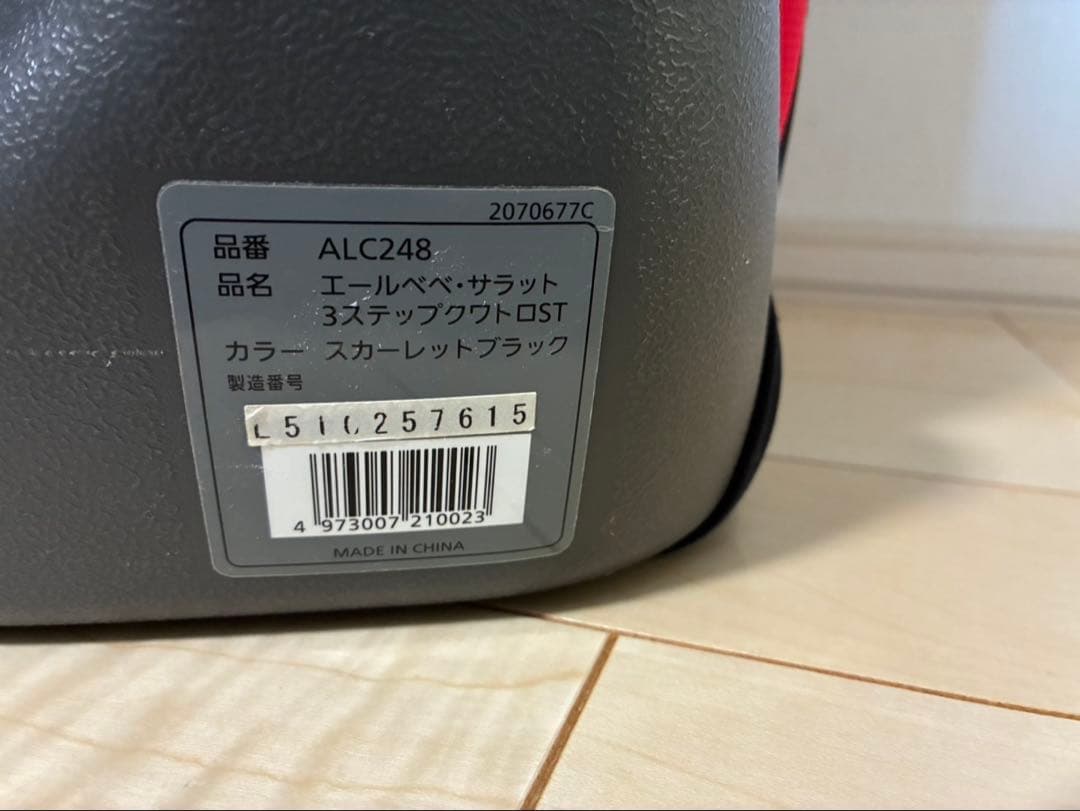 2070677C
品番 ALC248
品名 エールベベ・サラット
3ステップクワトロST
カラー スカーレットブラック
製造番号
4 973007 210023
MADE IN CHINA